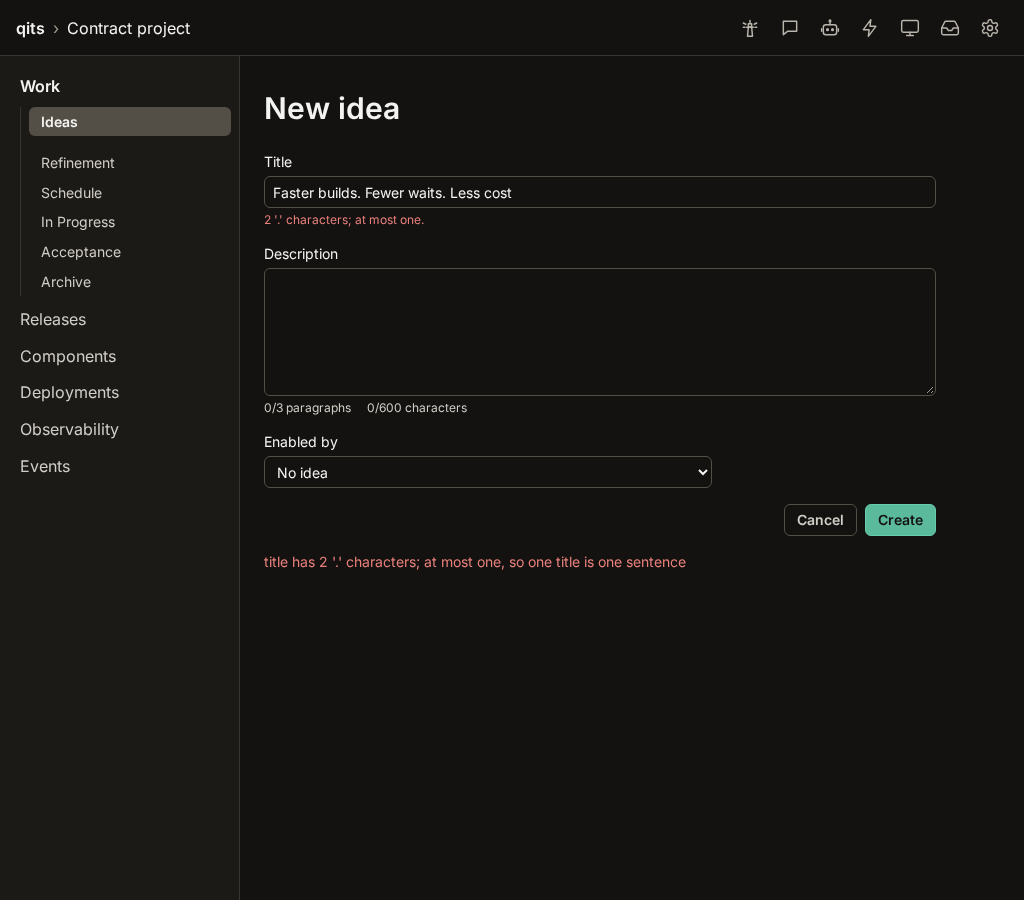 qits › Contract project
Work
Ideas
Refinement
Schedule
In Progress
Acceptance
Archive
Releases
Components
Deployments
Observability
Events
New idea
Title
Faster builds. Fewer waits. Less cost
2 '.' characters; at most one.
Description
0/3 paragraphs 0/600 characters
Enabled by
No idea
Cancel Create
title has 2 '.' characters; at most one, so one title is one sentence